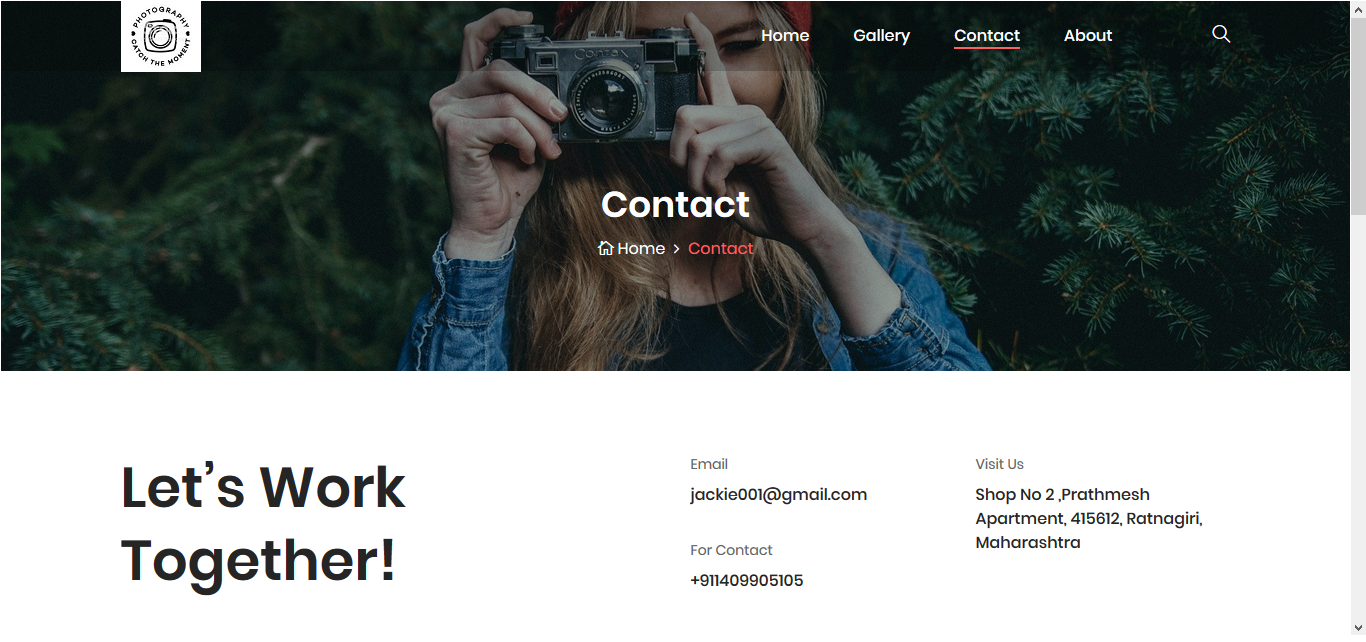 PHOTOGRAPHY
CATCH THE MOMENT
Home
Gallery
Contact
About
Contax
Contact
Home > Contact
Let’s Work
Together!
Email
jackie001@gmail.com
For Contact
+911409905105
Visit Us
Shop No 2 ,Prathmesh
Apartment, 415612, Ratnagiri,
Maharashtra